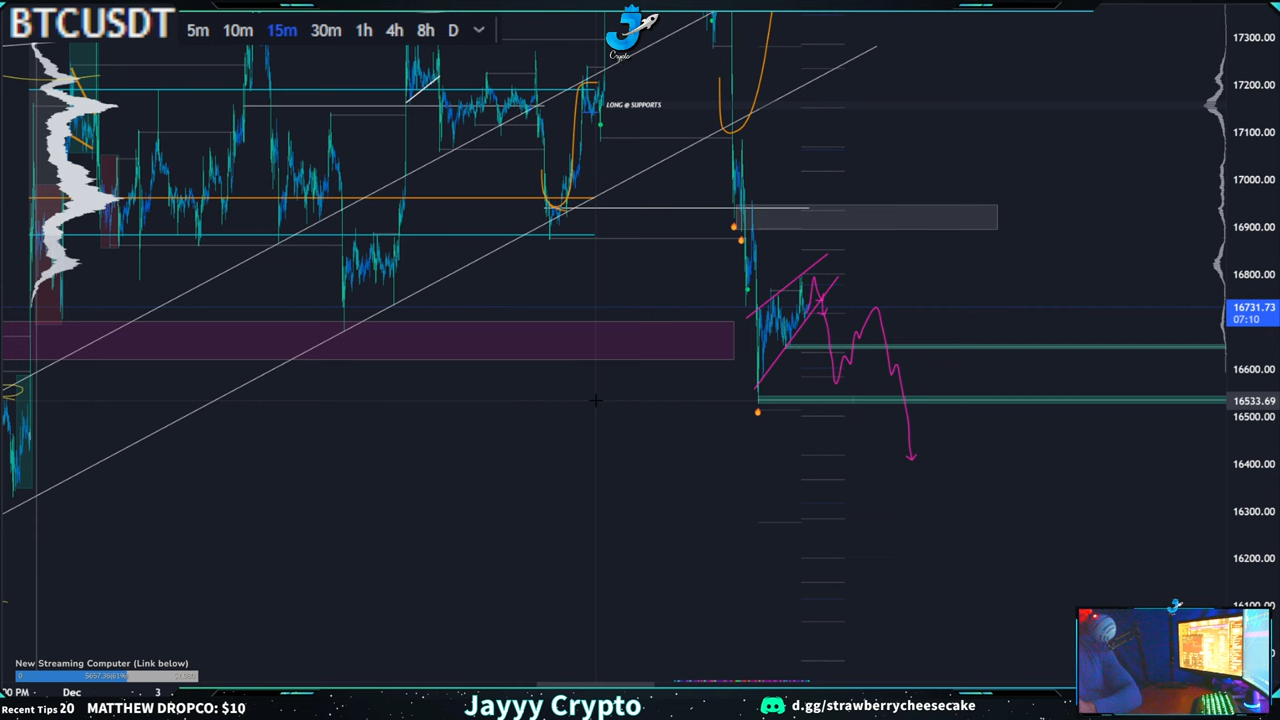 BTCUSDT 5m 10m 15m 30m 1h 4h 8h D
Crypto
LONG @ SUPPORTS
17300.00
17200.00
17100.00
17000.00
16900.00
16800.00
16731.73
07:10
16600.00
16533.69
16500.00
16400.00
16300.00
16200.00
New Streaming Computer (Link below)
0
Dec 3
Recent Tips 20 MATTHEW DROPCO: $10
Jayyy Crypto
d.gg/strawberrycheesecake